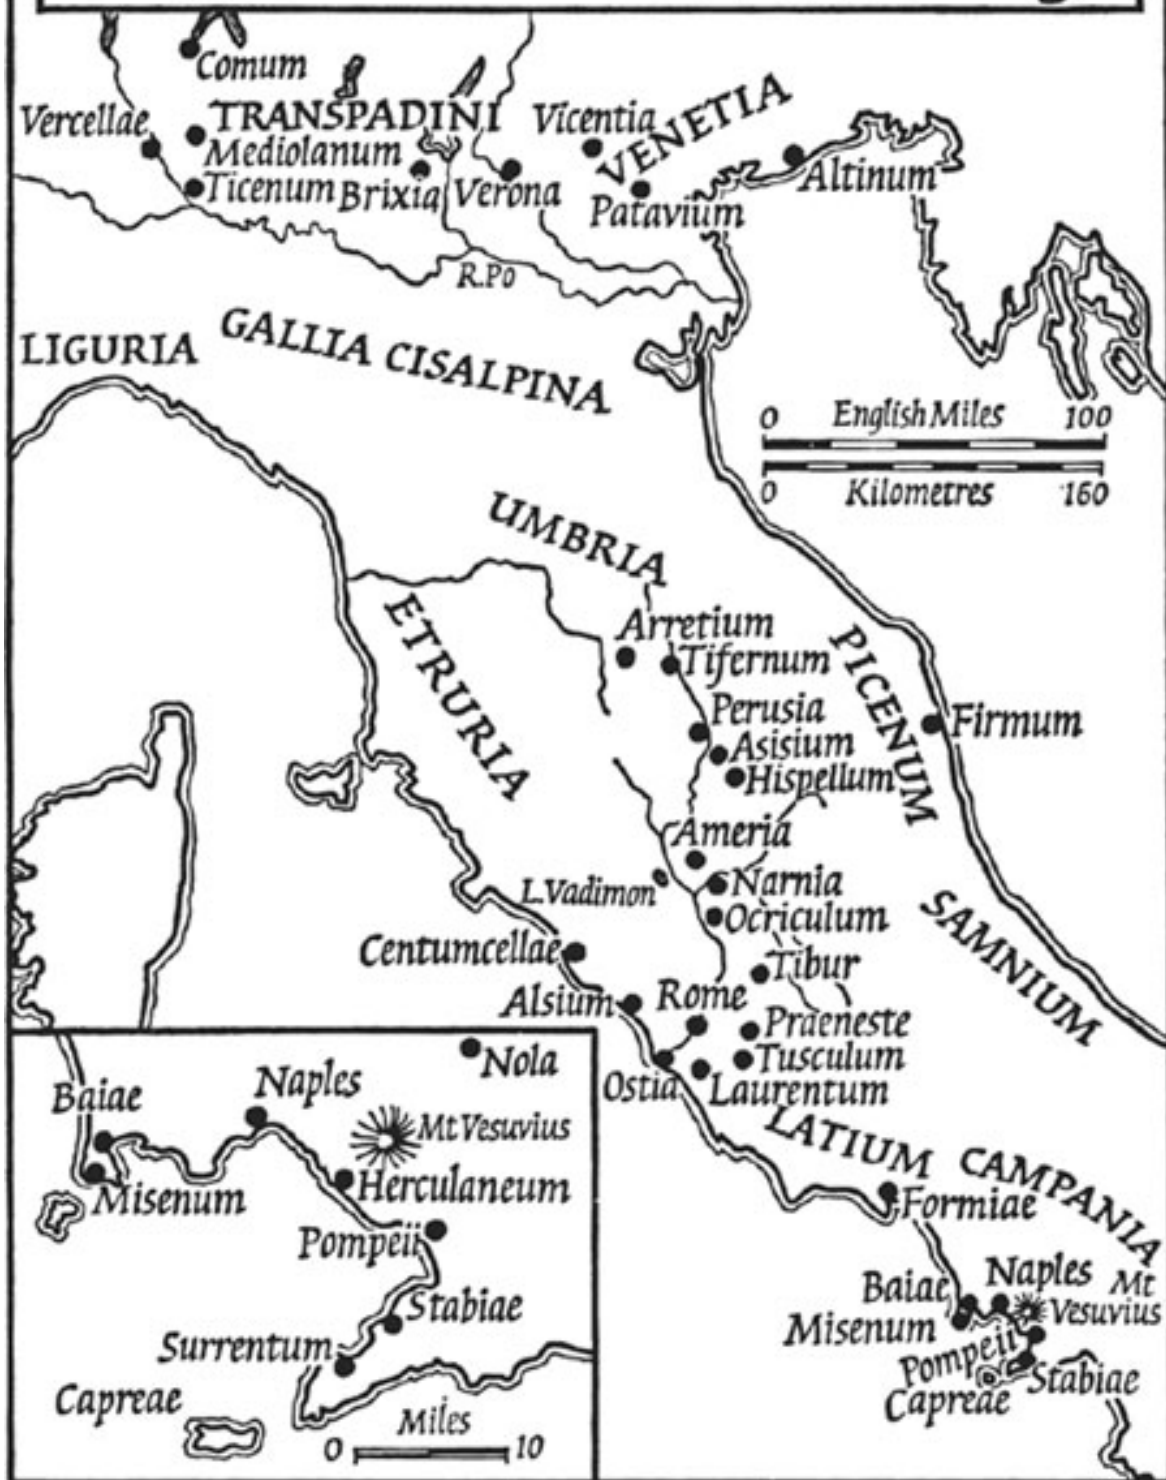 Comum
Vercellae
TRANSPADINI
Vicentia
VENETIA
Mediolanum
Altinum
Ticenum
Brixia
Verona
Patavium
R.Po
LIGURIA
GALLIA CISALPINA
0 English Miles 100
0 Kilometres 160
UMBRIA
ETRURIA
Arretium
Tifernum
PICENUM
Perusia
Firmum
Asisium
Hispellum
Ameria
L.Vadimon
Narnia
Ocriculum
SAMNIUM
Centumcellae
Tibur
Alsium
Rome
Praeneste
Tusculum
Ostia
Laurentum
LATIUM
CAMPANIA
Formiae
Baiae
Naples
Mt
Vesuvius
Misenum
Pompeii
Stabiae
Capreae
Nola
Naples
Baiae
Mt Vesuvius
Misenum
Herculaneum
Pompeii
Stabiae
Surrentum
Capreae
Miles
0 10